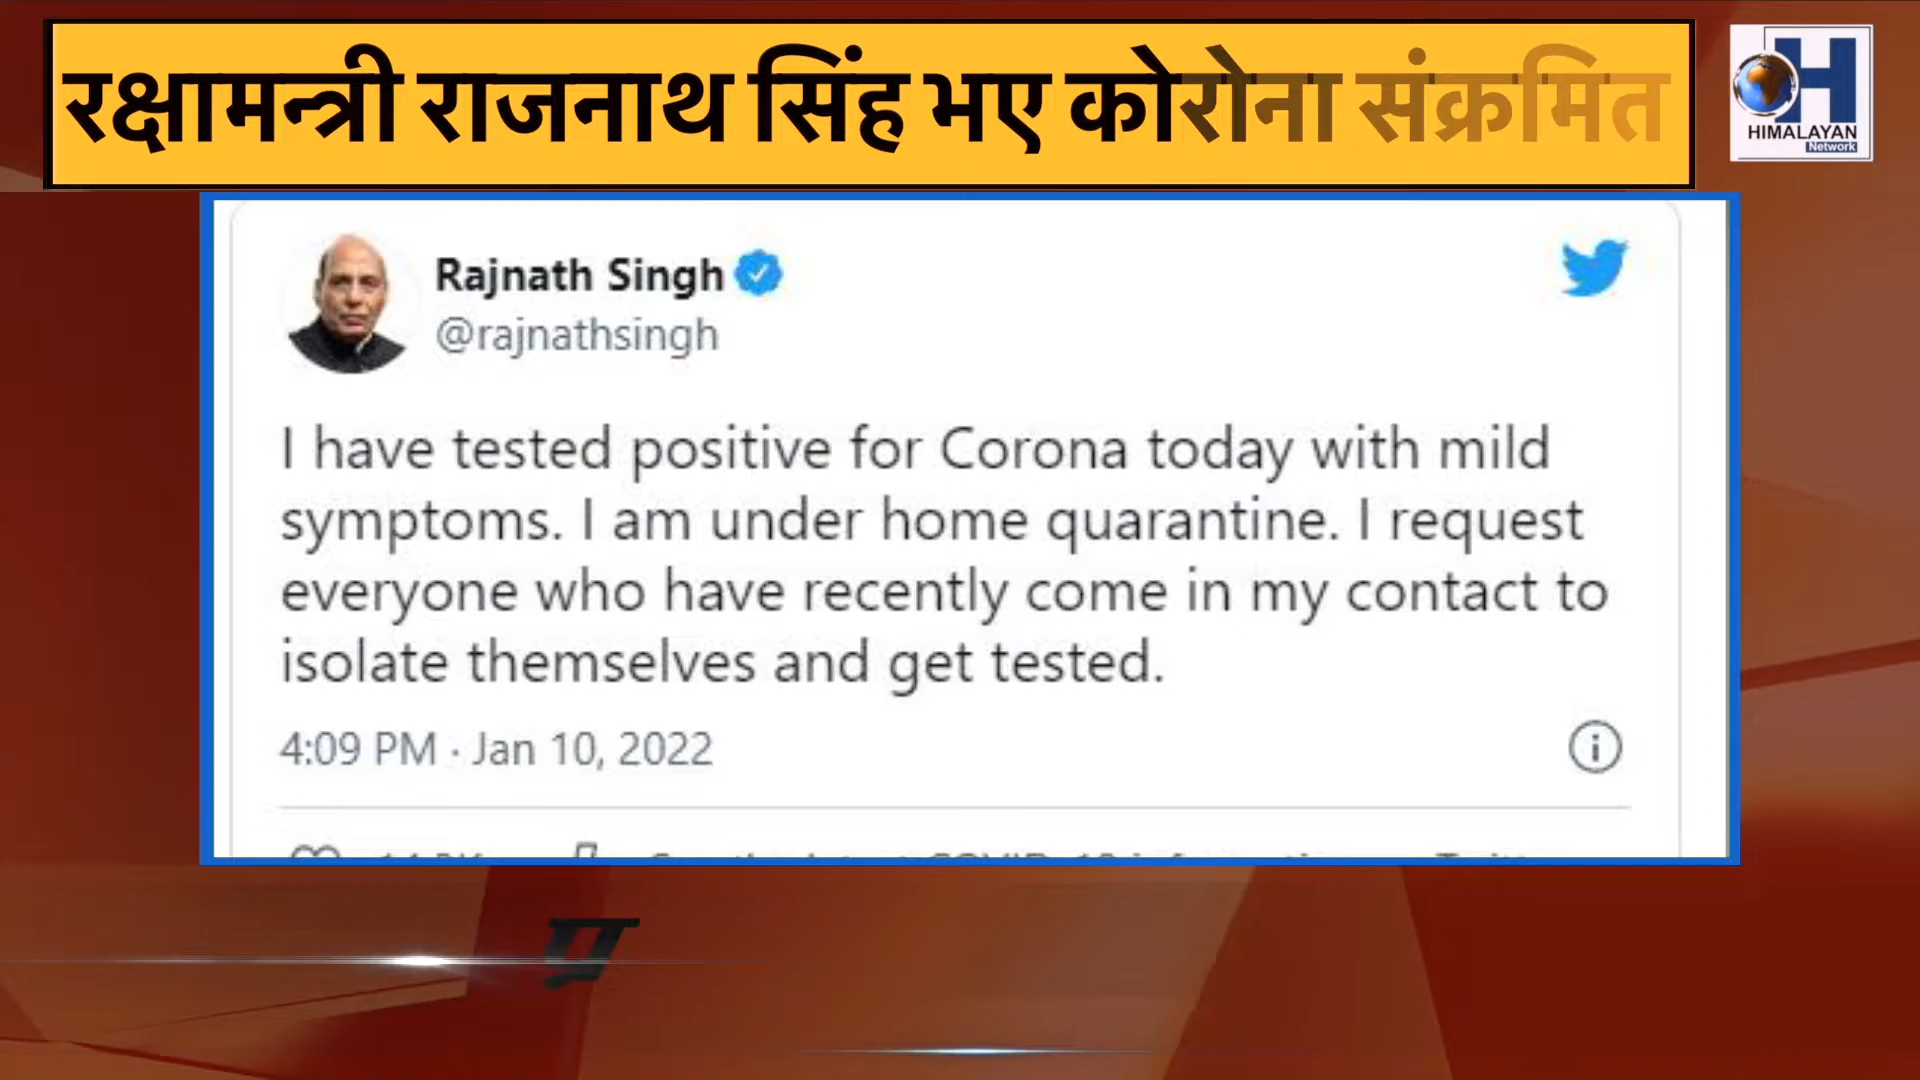 रक्षामन्त्री राजनाथ सिंह भए कोरोना संक्रमित
HIMALAYAN
Network
Rajnath Singh
@rajnathsingh
I have tested positive for Corona today with mild
symptoms. I am under home quarantine. I request
everyone who have recently come in my contact to
isolate themselves and get tested.
4:09 PM · Jan 10, 2022
प्र